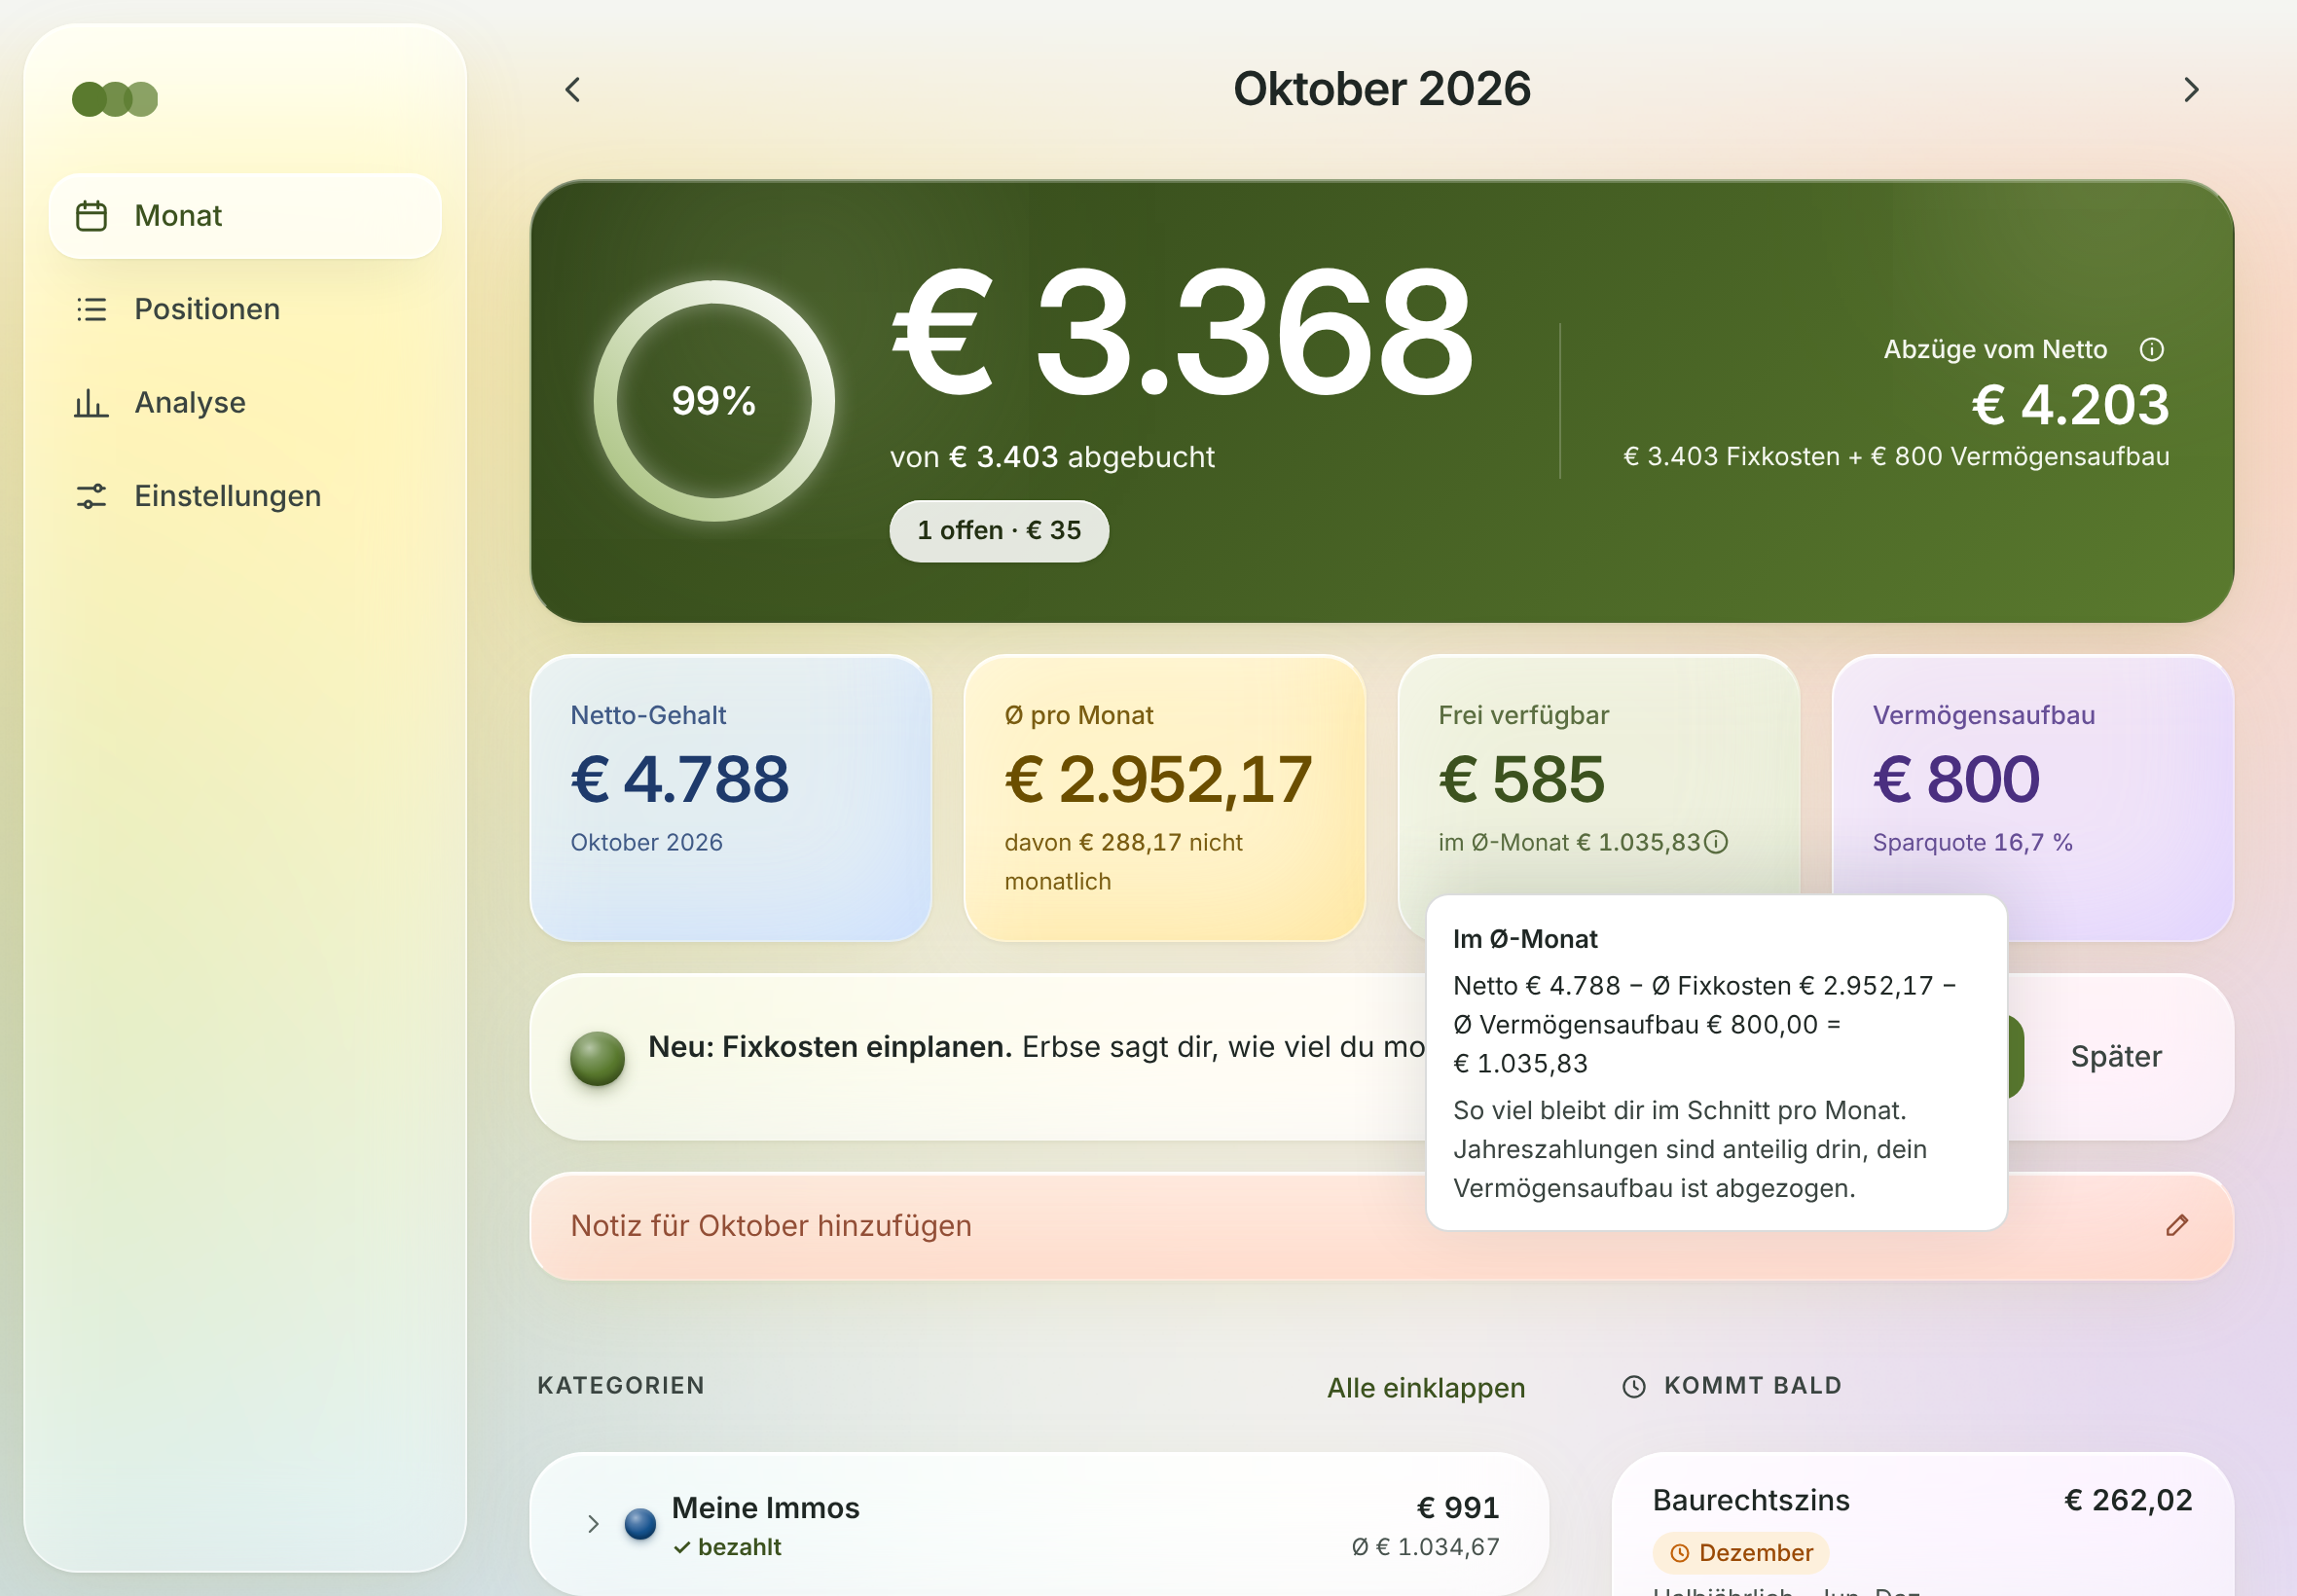 Oktober 2026
Monat
Positionen
Analyse
Einstellungen
99%
€ 3.368
von € 3.403 abgebucht
1 offen · € 35
Abzüge vom Netto
€ 4.203
€ 3.403 Fixkosten + € 800 Vermögensaufbau
Netto-Gehalt
€ 4.788
Oktober 2026
Ø pro Monat
€ 2.952,17
davon € 288,17 nicht
monatlich
Frei verfügbar
€ 585
im Ø-Monat € 1.035,83
Vermögensaufbau
€ 800
Sparquote 16,7 %
Im Ø-Monat
Netto € 4.788 – Ø Fixkosten € 2.952,17 –
Ø Vermögensaufbau € 800,00 =
€ 1.035,83
So viel bleibt dir im Schnitt pro Monat.
Jahreszahlungen sind anteilig drin, dein
Vermögensaufbau ist abgezogen.
Neu: Fixkosten einplanen. Erbse sagt dir, wie viel du
Später
Notiz für Oktober hinzufügen
KATEGORIEN
Alle einklappen
KOMMT BALD
Meine Immos
€ 991
bezahlt
Ø € 1.034,67
Baurechtszins
€ 262,02
Dezember